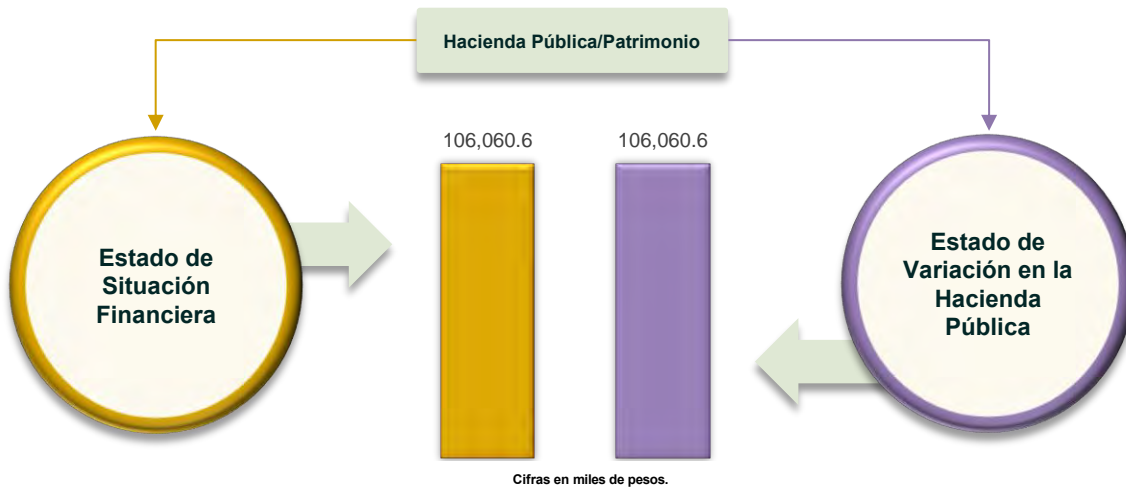 Hacienda Pública/Patrimonio
106,060.6
106,060.6
Estado de
Situación
Financiera
Estado de
Variación en la
Hacienda
Pública
Cifras en miles de pesos.